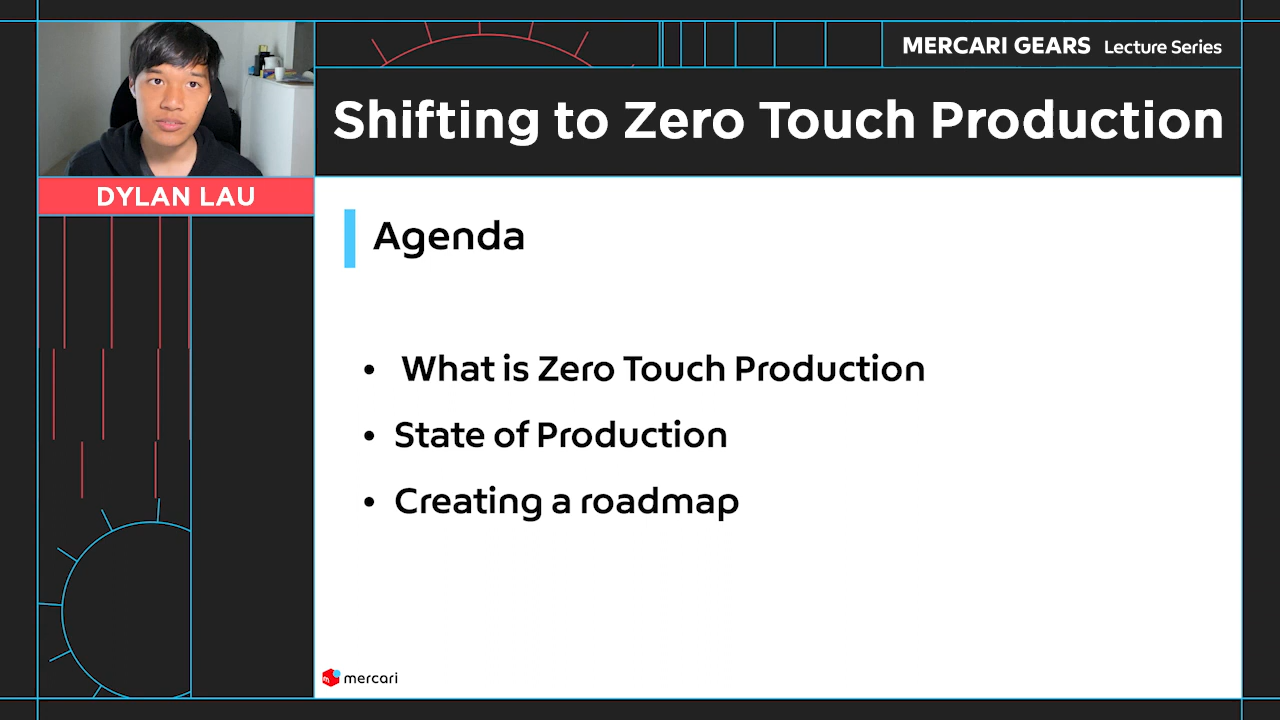 MERCARI GEARS Lecture Series
Shifting to Zero Touch Production
DYLAN LAU
Agenda
• What is Zero Touch Production
• State of Production
• Creating a roadmap
mercari